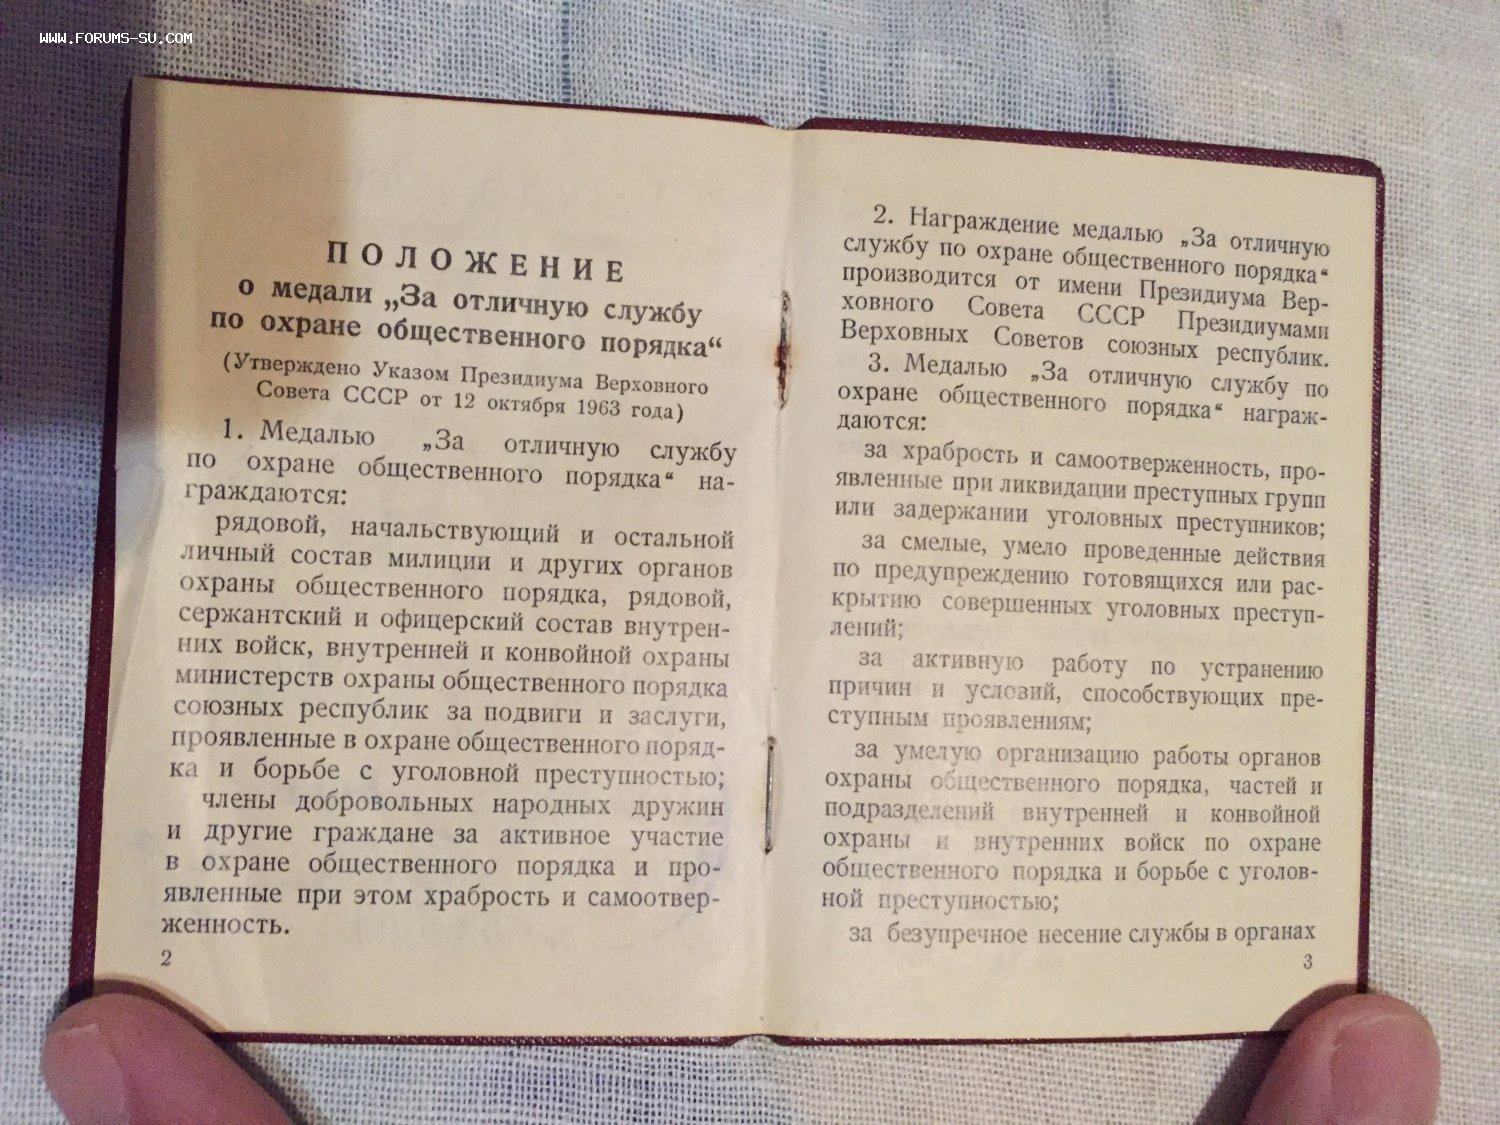 WWW.FORUMS-SU.COM
ПОЛОЖЕНИЕ
о медали „За отличную службу
по охране общественного порядка“
(Утверждено Указом Президиума Верховного
Совета СССР от 12 октября 1963 года)
1. Медалью „За отличную службу
по охране общественного порядка“ на-
граждаются:
рядовой, начальствующий и остальной
личный состав милиции и других органов
охраны общественного порядка, рядовой,
сержантский и офицерский состав внутрен-
них войск, внутренней и конвойной охраны
министерств охраны общественного порядка
союзных республик за подвиги и заслуги,
проявленные в охране общественного поряд-
ка и борьбе с уголовной преступностью;
члены добровольных народных дружин
и другие граждане за активное участие
в охране общественного порядка и про-
явленные при этом храбрость и самоотвер-
женность.
2
2. Награждение медалью „За отличную
службу по охране общественного порядка“
производится от имени Президиума Вер-
ховного Совета СССР Президиумами
Верховных Советов союзных республик.
3. Медалью „За отличную службу по
охране общественного порядка“ награж-
даются:
за храбрость и самоотверженность, про-
явленные при ликвидации преступных групп
или задержании уголовных преступников;
за смелые, умело проведенные действия
по предупреждению готовящихся или рас-
крытию совершенных уголовных преступ-
лений;
за активную работу по устранению
причин и условий, способствующих пре-
ступным проявлениям;
за умелую организацию работы органов
охраны общественного порядка, частей и
подразделений внутренней и конвойной
охраны и внутренних войск по охране
общественного порядка и борьбе с уголов-
ной преступностью;
за безупречное несение службы в органах
3